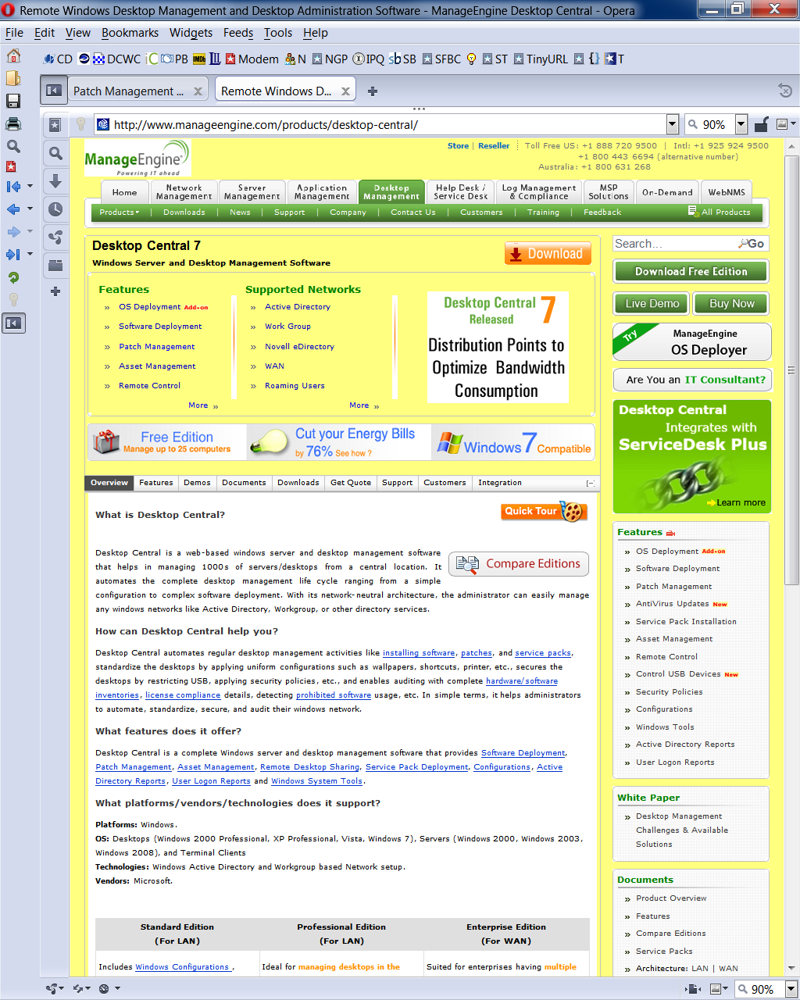 Remote Windows Desktop Management and Desktop Administration Software - ManageEngine Desktop Central - Opera
File Edit View Bookmarks Widgets Feeds Tools Help
CD DCWC PB IMDb Modem N NGP IPQ sb SB SFBC ST TinyURL {} T
Patch Management ... Remote Windows D...
http://www.manageengine.com/products/desktop-central/ 90%
ManageEngine
Powering IT ahead
Store | Reseller Toll Free US: +1 888 720 9500 | Intl: +1 925 924 9500
+1 800 443 6694 (alternative number)
Australia: +1 800 631 268
Home
Network Management
Server Management
Application Management
Desktop Management
Help Desk / Service Desk
Log Management & Compliance
MSP Solutions
On-Demand
WebNMS
Products | Downloads | News | Support | Company | Contact Us | Customers | Training | Feedback All Products
Desktop Central 7
Windows Server and Desktop Management Software
Download
Features
» OS Deployment Add-on
» Software Deployment
» Patch Management
» Asset Management
» Remote Control
More »
Supported Networks
» Active Directory
» Work Group
» Novell eDirectory
» WAN
» Roaming Users
More »
Desktop Central 7
Released
Distribution Points to
Optimize Bandwidth
Consumption
Free Edition
Manage up to 25 computers
Cut your Energy Bills
by 76% See how ?
Windows 7 Compatible
Overview Features Demos Documents Downloads Get Quote Support Customers Integration [-]
What is Desktop Central?
Quick Tour
Compare Editions
Desktop Central is a web-based windows server and desktop management software
that helps in managing 1000s of servers/desktops from a central location. It
automates the complete desktop management life cycle ranging from a simple
configuration to complex software deployment. With its network-neutral architecture, the administrator can easily manage
any windows networks like Active Directory, Workgroup, or other directory services.
How can Desktop Central help you?
Desktop Central automates regular desktop management activities like installing software, patches, and service packs,
standardize the desktops by applying uniform configurations such as wallpapers, shortcuts, printer, etc., secures the
desktops by restricting USB, applying security policies, etc., and enables auditing with complete hardware/software
inventories, license compliance details, detecting prohibited software usage, etc. In simple terms, it helps administrators
to automate, standardize, secure, and audit their windows network.
What features does it offer?
Desktop Central is a complete Windows server and desktop management software that provides Software Deployment,
Patch Management, Asset Management, Remote Desktop Sharing, Service Pack Deployment, Configurations, Active
Directory Reports, User Logon Reports and Windows System Tools.
What platforms/vendors/technologies does it support?
Platforms: Windows.
OS: Desktops (Windows 2000 Professional, XP Professional, Vista, Windows 7), Servers (Windows 2000, Windows 2003,
Windows 2008), and Terminal Clients
Technologies: Windows Active Directory and Workgroup based Network setup.
Vendors: Microsoft.
Standard Edition Professional Edition Enterprise Edition
(For LAN) (For LAN) (For WAN)
Includes Windows Configurations , Ideal for managing desktops in the Suited for enterprises having multiple
Search... Go
Download Free Edition
Live Demo Buy Now
Try ManageEngine
OS Deployer
Are You an IT Consultant?
Desktop Central
Integrates with
ServiceDesk Plus
Learn more
Features
» OS Deployment Add-on
» Software Deployment
» Patch Management
» AntiVirus Updates New
» Service Pack Installation
» Asset Management
» Remote Control
» Control USB Devices New
» Security Policies
» Configurations
» Windows Tools
» Active Directory Reports
» User Logon Reports
White Paper
» Desktop Management
Challenges & Available
Solutions
Documents
» Product Overview
» Features
» Compare Editions
» Service Packs
» Architecture: LAN | WAN
90%